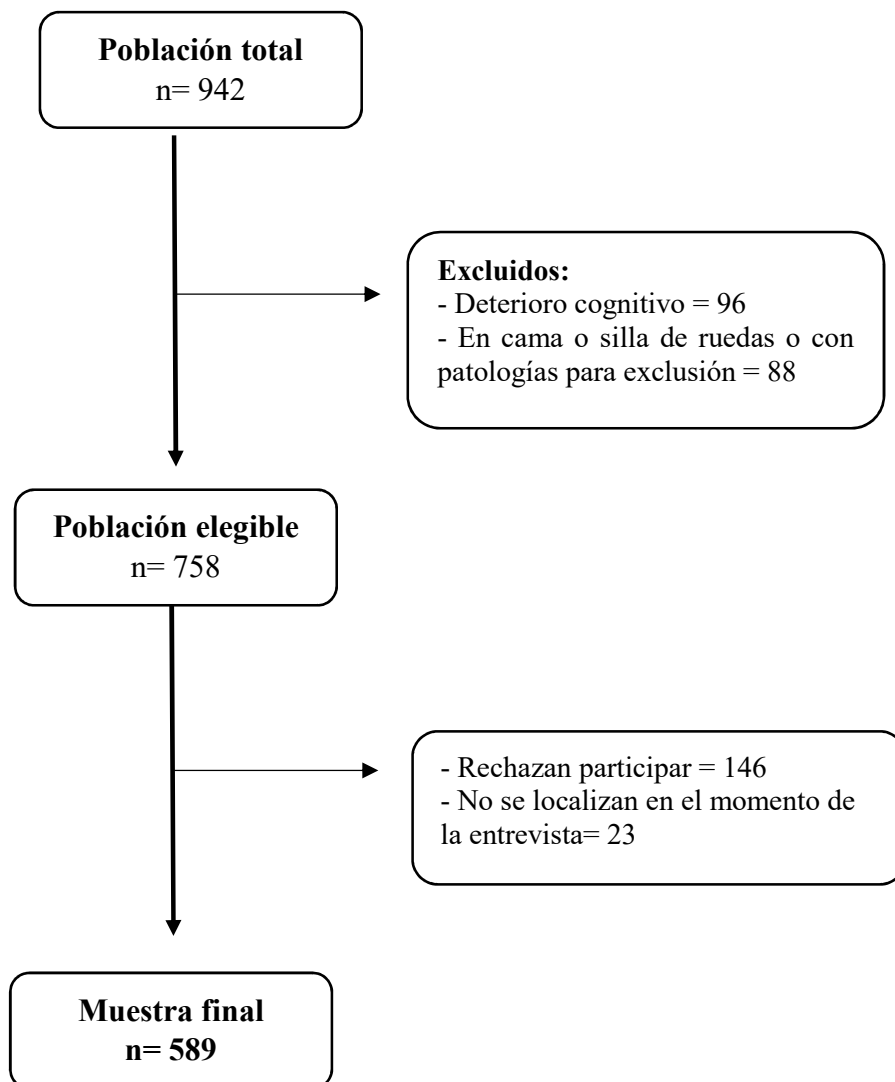 Población total
n= 942
Excluidos:
- Deterioro cognitivo = 96
- En cama o silla de ruedas o con
patologías para exclusión = 88
Población elegible
n= 758
- Rechazan participar = 146
- No se localizan en el momento de
la entrevista= 23
Muestra final
n= 589